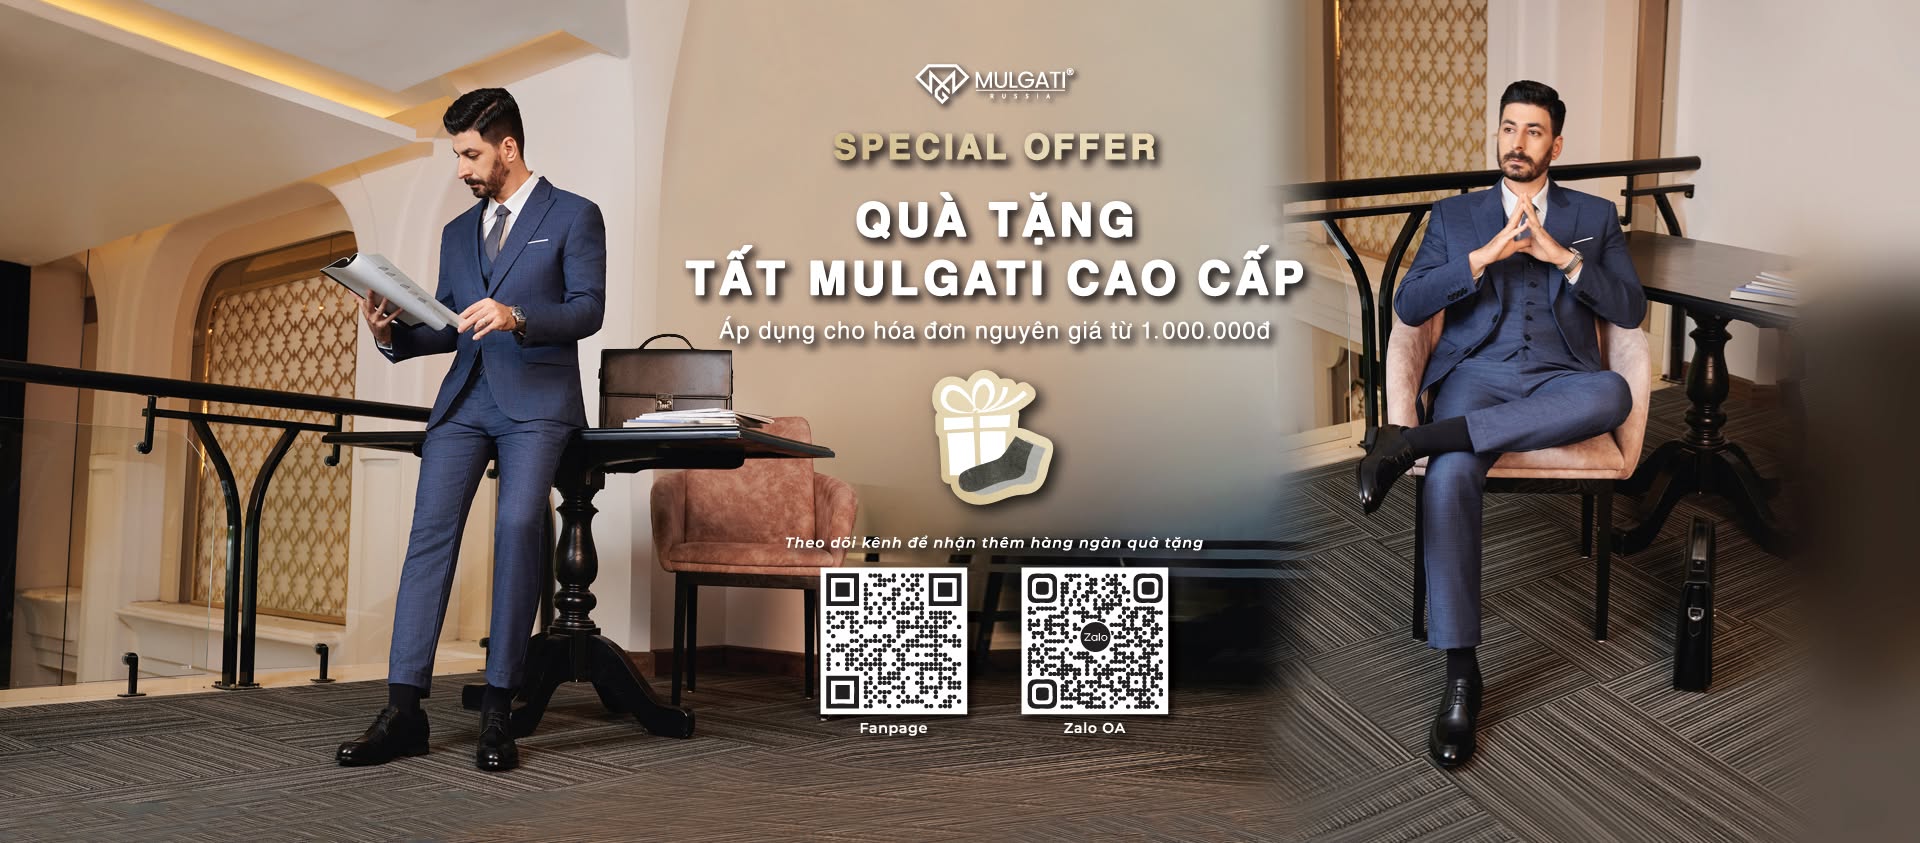 MULGATI®
RUSSIA
SPECIAL OFFER
QUÀ TẶNG
TẤT MULGATI CAO CẤP
Áp dụng cho hóa đơn nguyên giá từ 1.000.000đ
Theo dõi kênh để nhận thêm hàng ngàn quà tặng
Zalo
Fanpage
Zalo OA